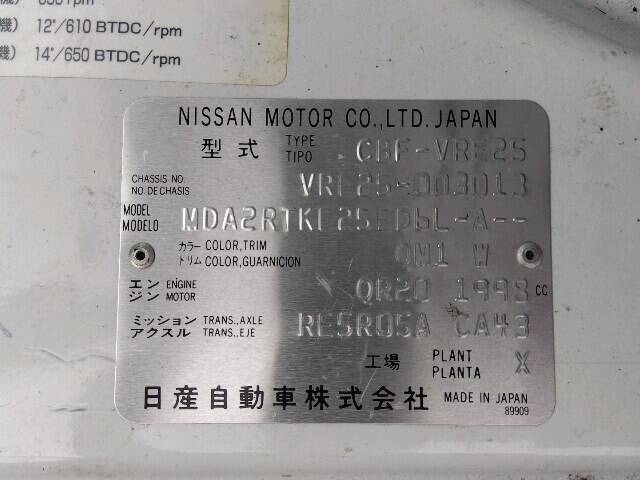 機) 650 rpm
機) 12°/610 BTDC/rpm
機) 14°/650 BTDC/rpm
NISSAN MOTOR CO.,LTD. JAPAN
型式 TYPE TIPO CBF-VRE25
CHASSIS NO. NO. DE CHASIS VRE25-003013
MODEL MODELO MDA2RTKE25EDbL-A--
カラー COLOR,TRIM
トリム COLOR,GUARNICION QM1 W
エンジン ENGINE MOTOR QR20 1998 cc
ミッション TRANS.,AXLE
アクスル TRANS.,EJE RE5R05A CA43
工場 PLANT PLANTA X
日産自動車株式会社 MADE IN JAPAN
89909